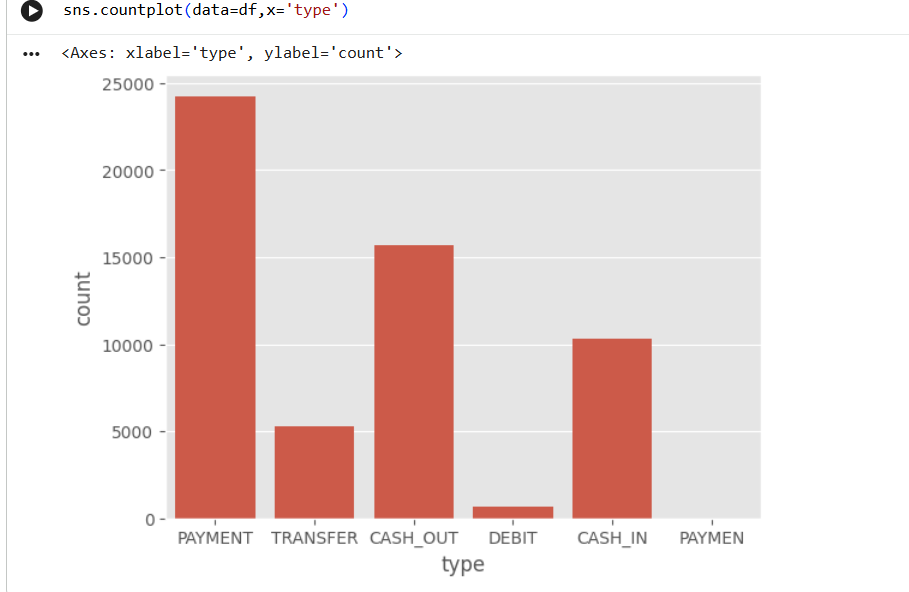 sns.countplot(data=df,x='type')
<Axes: xlabel='type', ylabel='count'>
25000
20000
15000
10000
5000
0
count
PAYMENT TRANSFER CASH_OUT DEBIT CASH_IN PAYMEN
type